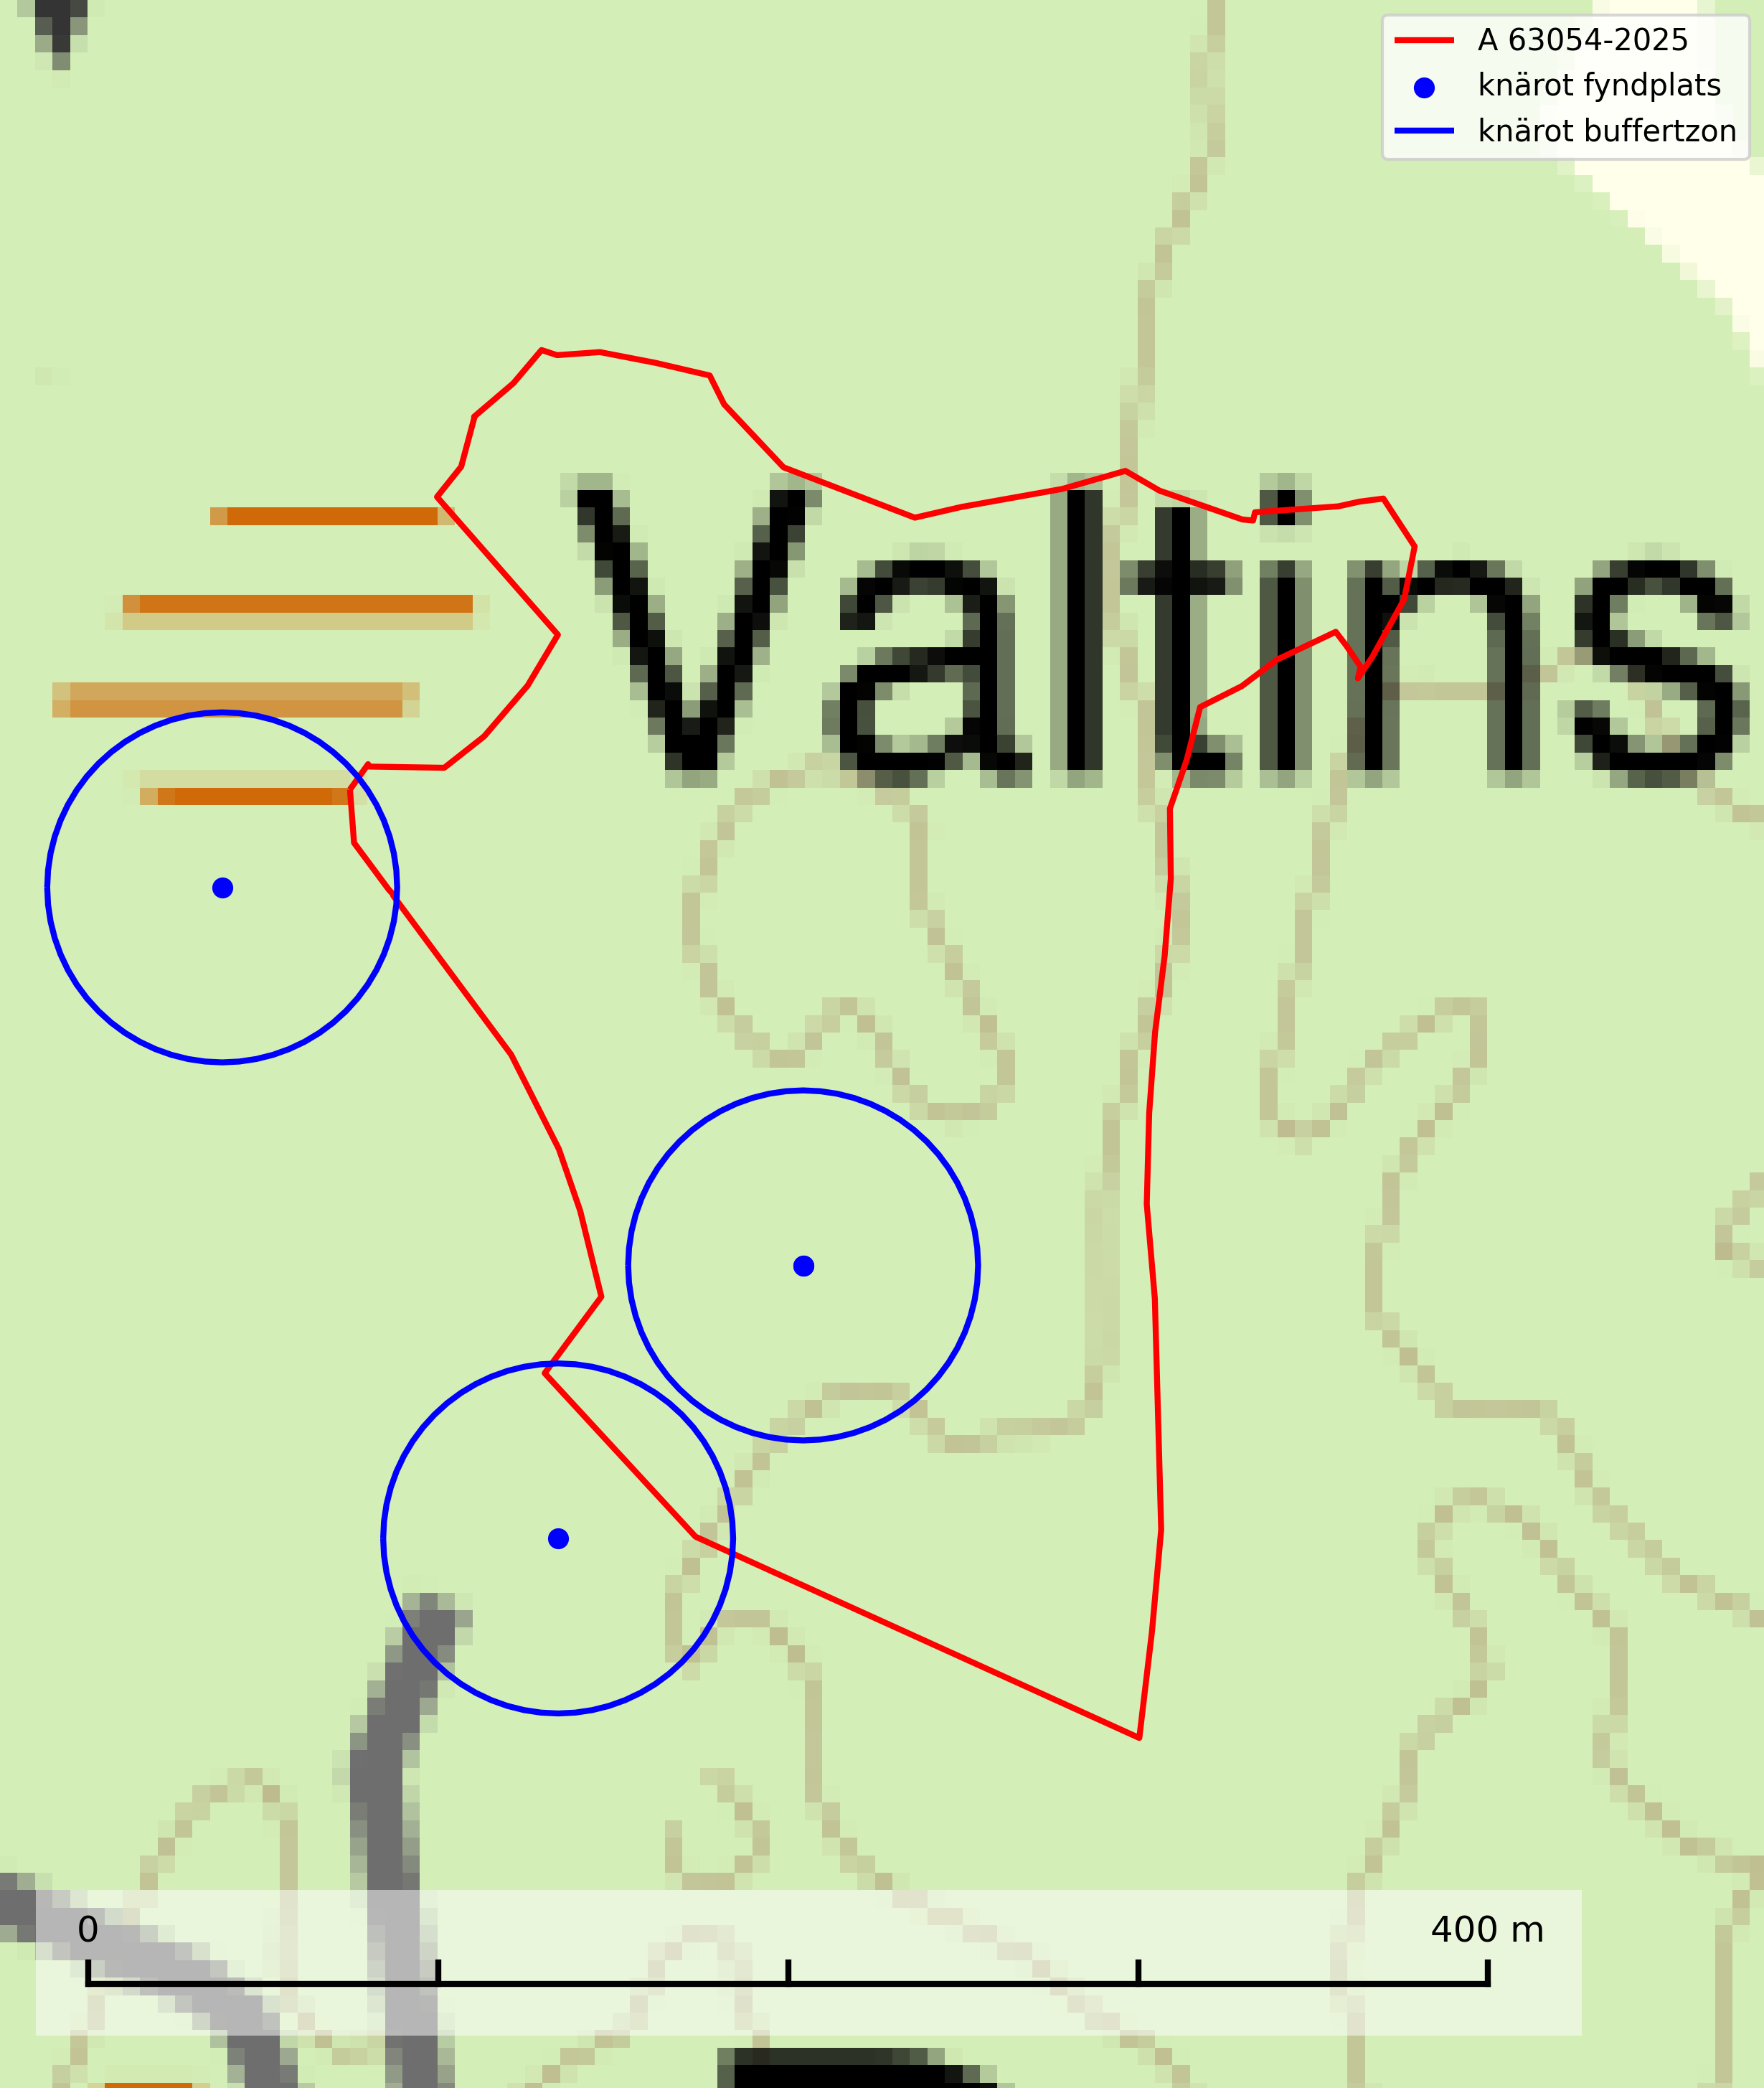 A 63054-2025
knärot fyndplats
knärot buffertzon
Valtins
0 400 m